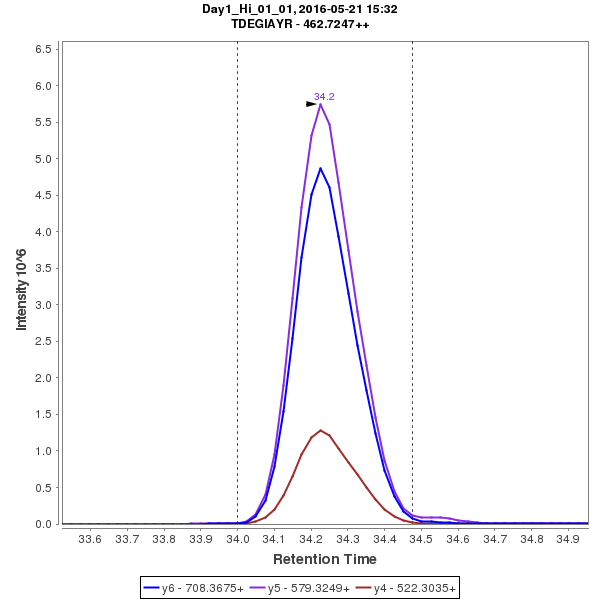 Day1_Hi_01_01, 2016-05-21 15:32
TDEGIAYR - 462.7247++
6.5
6.0
5.5
5.0
4.5
4.0
3.5
3.0
2.5
2.0
1.5
1.0
0.5
0.0
Intensity 10^6
34.2
33.6 33.7 33.8 33.9 34.0 34.1 34.2 34.3 34.4 34.5 34.6 34.7 34.8 34.9
Retention Time
y6 - 708.3675+ y5 - 579.3249+ y4 - 522.3035+